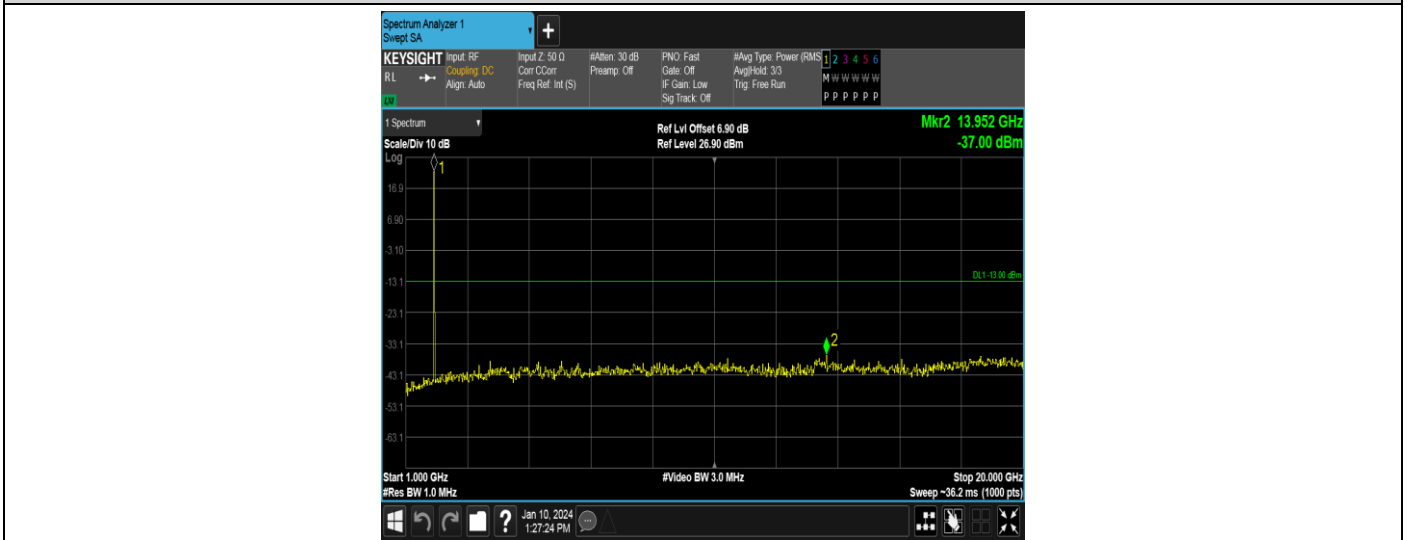 Spectrum Analyzer 1
Swept SA
+
KEYSIGHT
RL
LXI
Input: RF
Coupling: DC
Align: Auto
Input Z: 50 Ω
Corr CCorr
Freq Ref: Int (S)
#Atten: 30 dB
Preamp: Off
PNO: Fast
Gate: Off
IF Gain: Low
Sig Track: Off
#Avg Type: Power (RMS
Avg|Hold: 3/3
Trig: Free Run
1 2 3 4 5 6
M W W W W W
P P P P P P
1 Spectrum
Scale/Div 10 dB
Log
Ref Lvl Offset 6.90 dB
Ref Level 26.90 dBm
Mkr2 13.952 GHz
-37.00 dBm
1
16.9
6.90
-3.10
DL1 -13.00 dBm
-13.1
-23.1
2
-33.1
-43.1
-53.1
-63.1
Start 1.000 GHz
#Res BW 1.0 MHz
#Video BW 3.0 MHz
Stop 20.000 GHz
Sweep ~36.2 ms (1000 pts)
?
Jan 10, 2024
1:27:24 PM